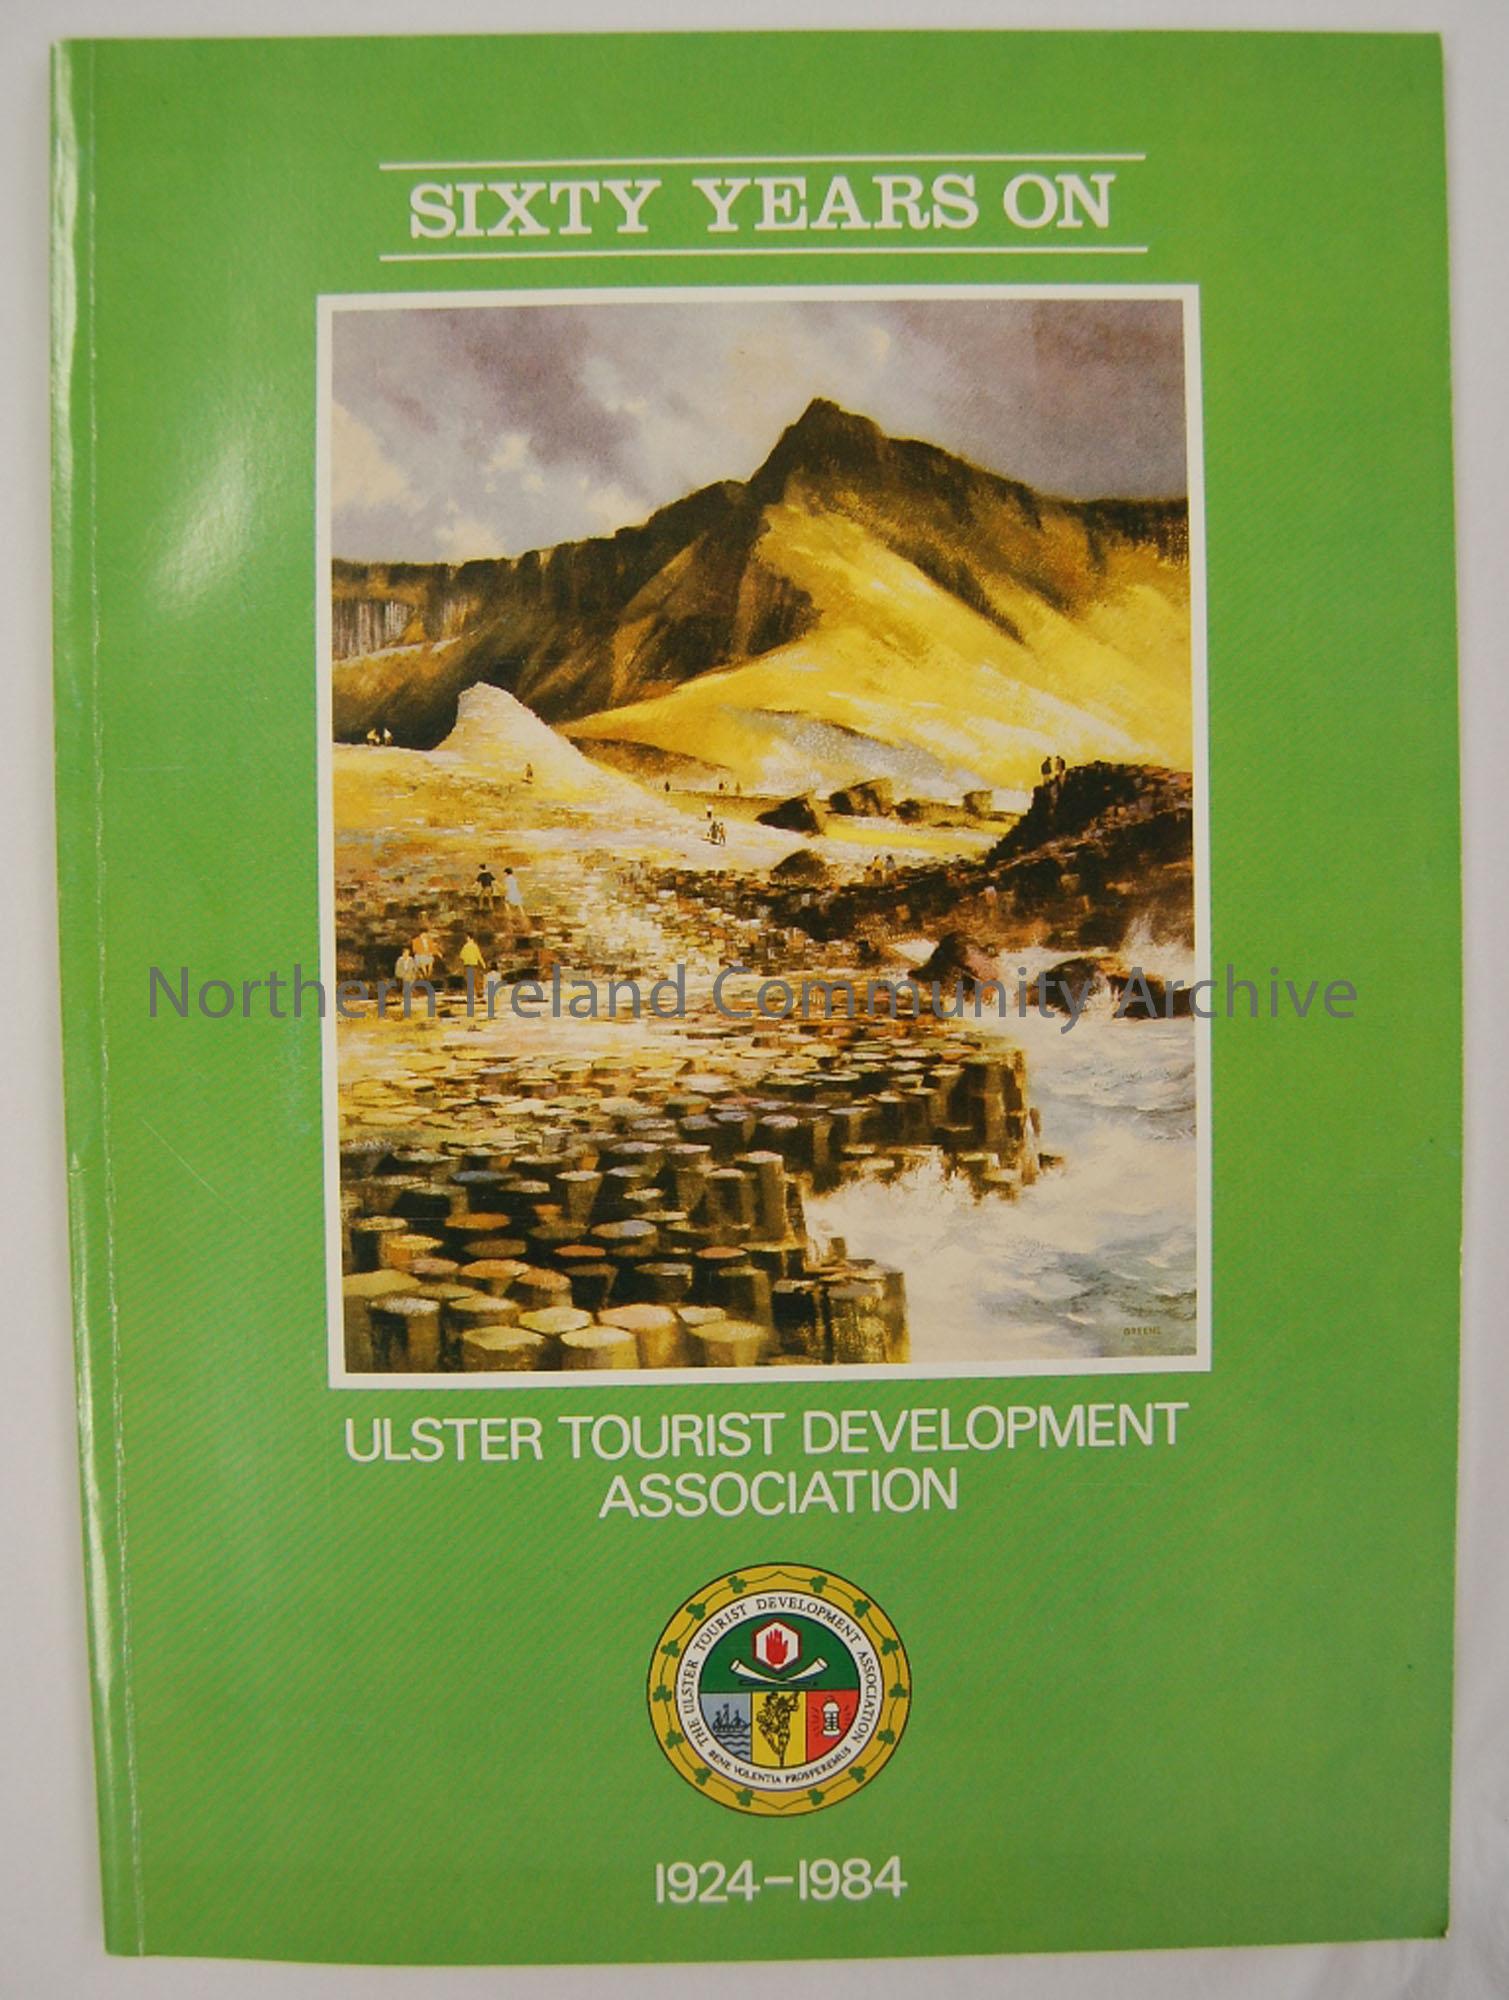 SIXTY YEARS ON
GREENE
Northern Ireland Community Archive
ULSTER TOURIST DEVELOPMENT
ASSOCIATION
THE ULSTER TOURIST DEVELOPMENT ASSOCIATION
BENE VOLENTIA PROSPEREMUS
1924-1984